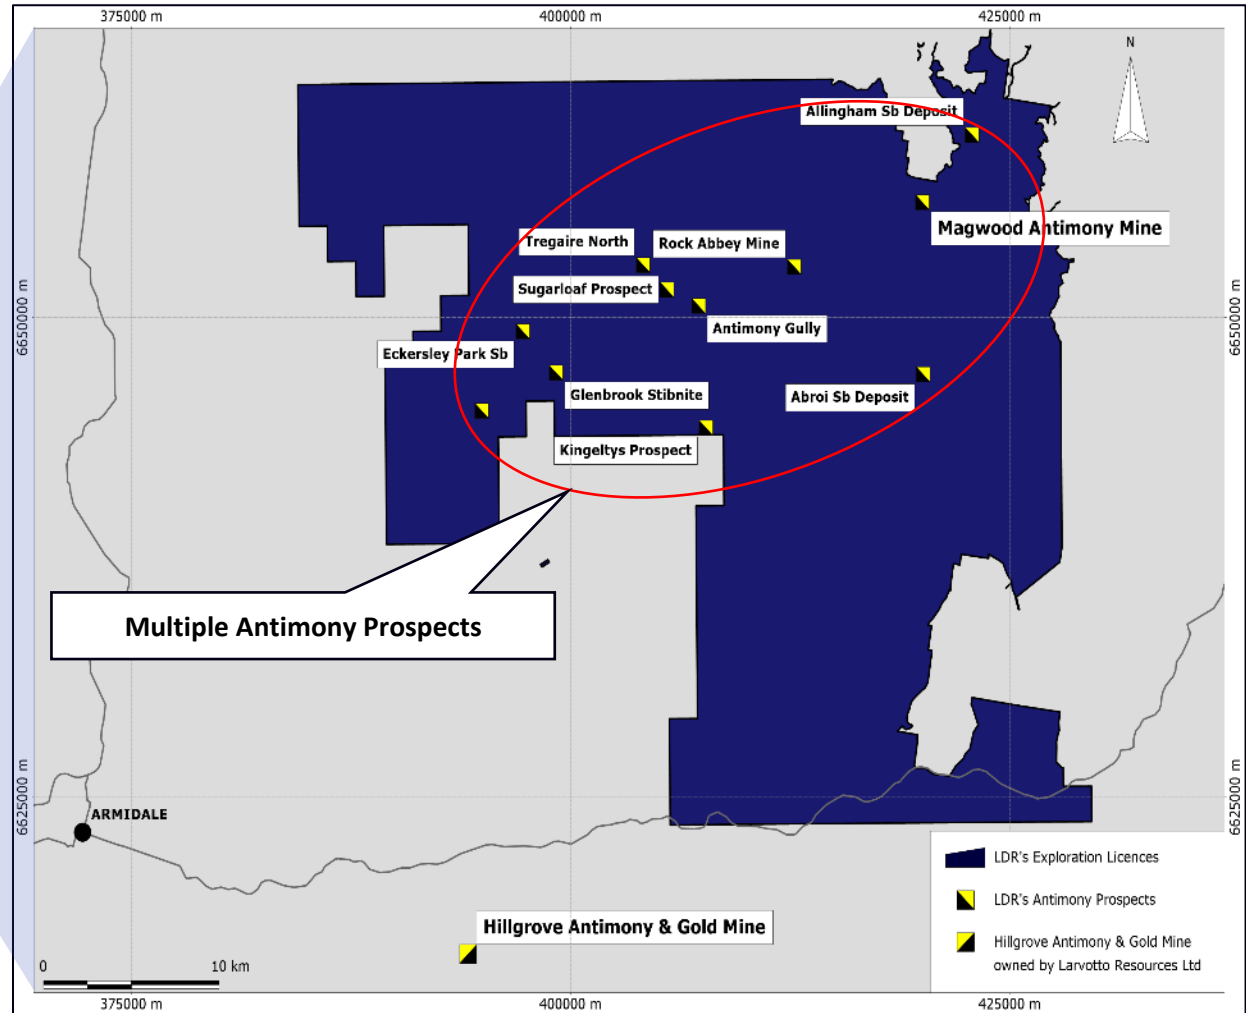 375000 m
400000 m
425000 m
N
Allingham Sb Deposit
Magwood Antimony Mine
Tregaire North
Rock Abbey Mine
Sugarloaf Prospect
6650000 m
6650000 m
Antimony Gully
Eckersley Park Sb
Glenbrook Stibnite
Abroi Sb Deposit
Kingeltys Prospect
Multiple Antimony Prospects
6625000 m
6625000 m
ARMIDALE
LDR's Exploration Licences
LDR's Antimony Prospects
Hillgrove Antimony & Gold Mine
owned by Larvotto Resources Ltd
Hillgrove Antimony & Gold Mine
0
10 km
375000 m
400000 m
425000 m